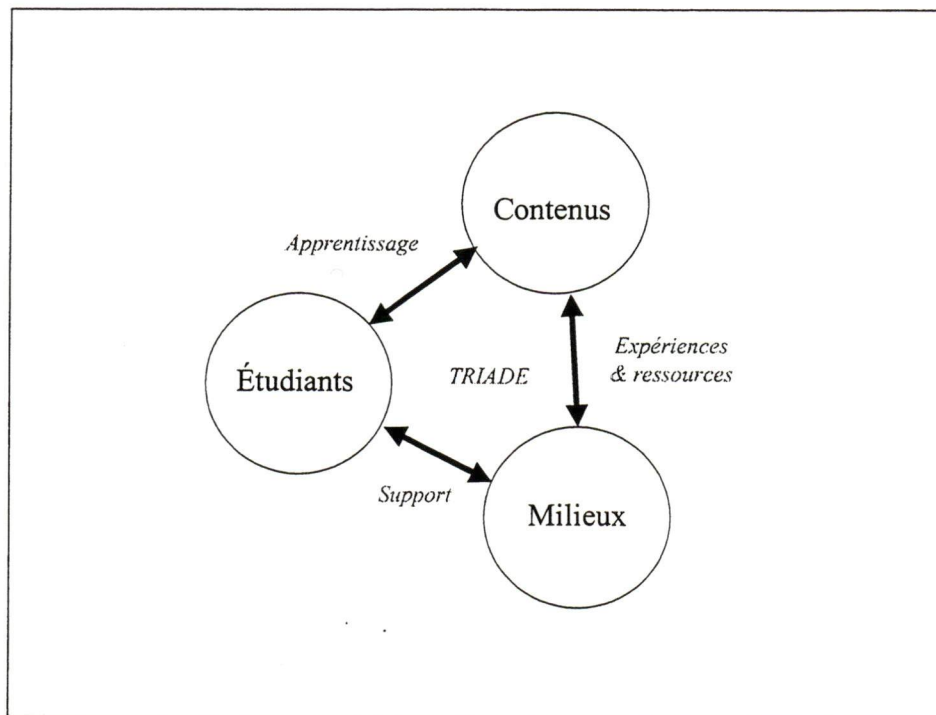 Contenus
Apprentissage
Étudiants
TRIADE
Expériences
& ressources
Support
Milieux